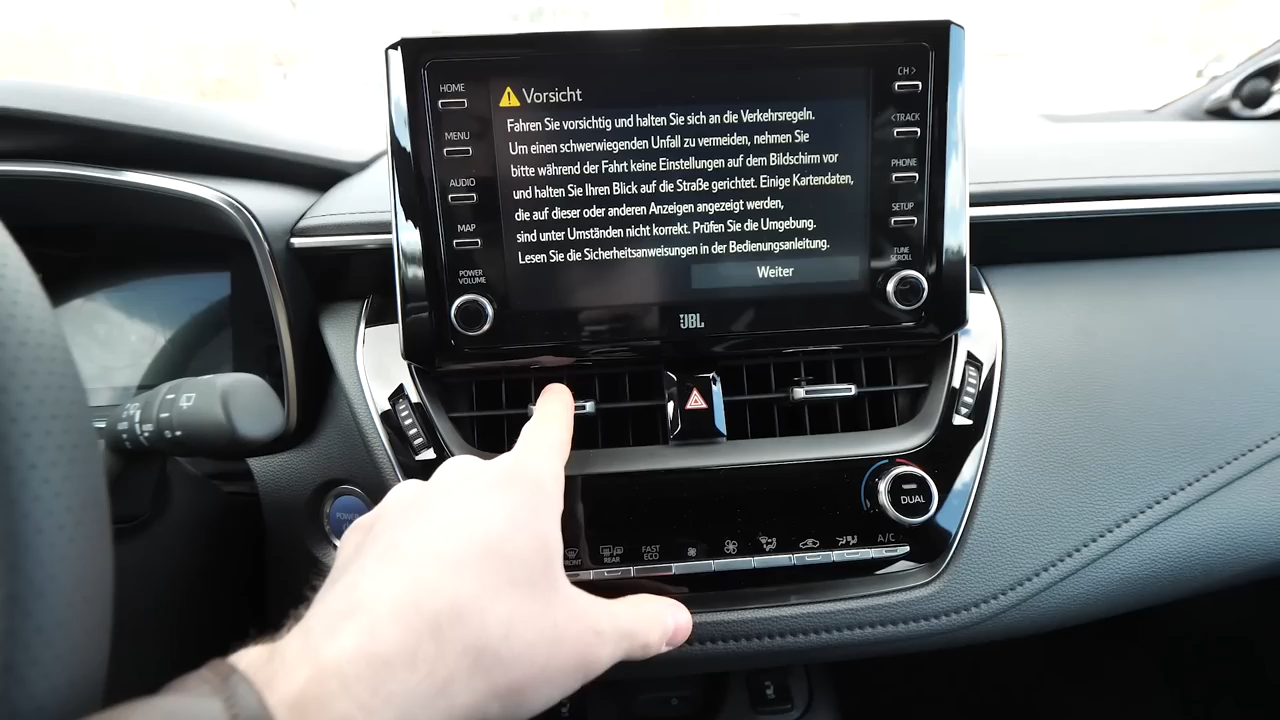 HOME
MENU
AUDIO
MAP
POWER
VOLUME
Vorsicht
Fahren Sie vorsichtig und halten Sie sich an die Verkehrsregeln.
Um einen schwerwiegenden Unfall zu vermeiden, nehmen Sie
bitte während der Fahrt keine Einstellungen auf dem Bildschirm vor
und halten Sie Ihren Blick auf die Straße gerichtet. Einige Kartendaten,
die auf dieser oder anderen Anzeigen angezeigt werden,
sind unter Umständen nicht korrekt. Prüfen Sie die Umgebung.
Lesen Sie die Sicherheitsanweisungen in der Bedienungsanleitung.
Weiter
CH >
< TRACK
PHONE
SETUP
TUNE
SCROLL
JBL
DUAL
POWER
REAR
FAST
ECO
A/C